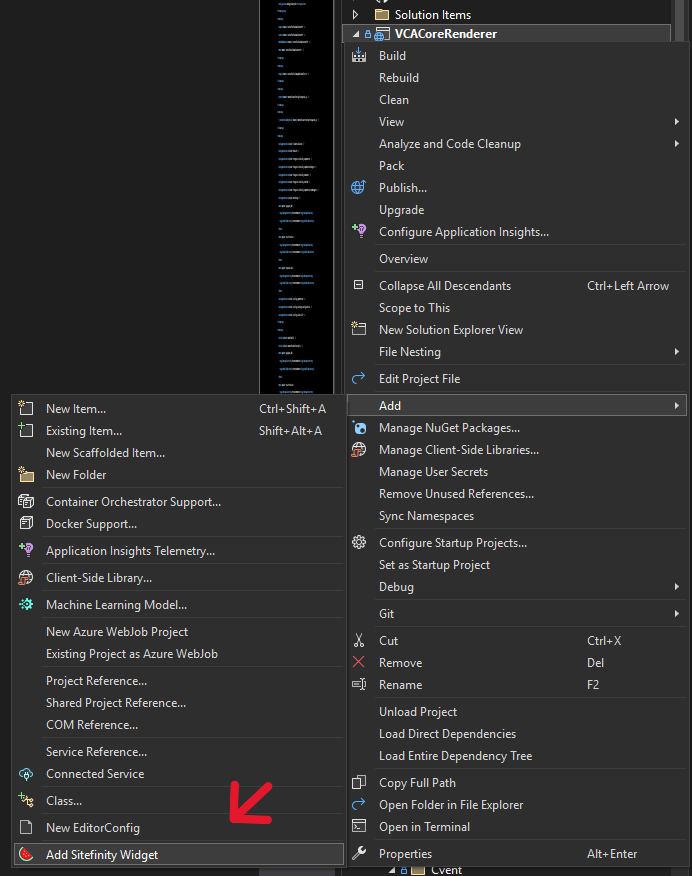 Solution Items
VCACoreRenderer
Build
Rebuild
Clean
View
Analyze and Code Cleanup
Pack
Publish...
Upgrade
Configure Application Insights...
Overview
Collapse All Descendants Ctrl+Left Arrow
Scope to This
New Solution Explorer View
File Nesting
Edit Project File
Add
Manage NuGet Packages...
Manage Client-Side Libraries...
Manage User Secrets
Remove Unused References...
Sync Namespaces
Configure Startup Projects...
Set as Startup Project
Debug
Git
Cut Ctrl+X
Remove Del
Rename F2
Unload Project
Load Direct Dependencies
Load Entire Dependency Tree
Copy Full Path
Open Folder in File Explorer
Open in Terminal
Properties Alt+Enter
Cvent
New Item... Ctrl+Shift+A
Existing Item... Shift+Alt+A
New Scaffolded Item...
New Folder
Container Orchestrator Support...
Docker Support...
Application Insights Telemetry...
Client-Side Library...
Machine Learning Model...
New Azure WebJob Project
Existing Project as Azure WebJob
Project Reference...
Shared Project Reference...
COM Reference...
Service Reference...
Connected Service
Class...
New EditorConfig
Add Sitefinity Widget